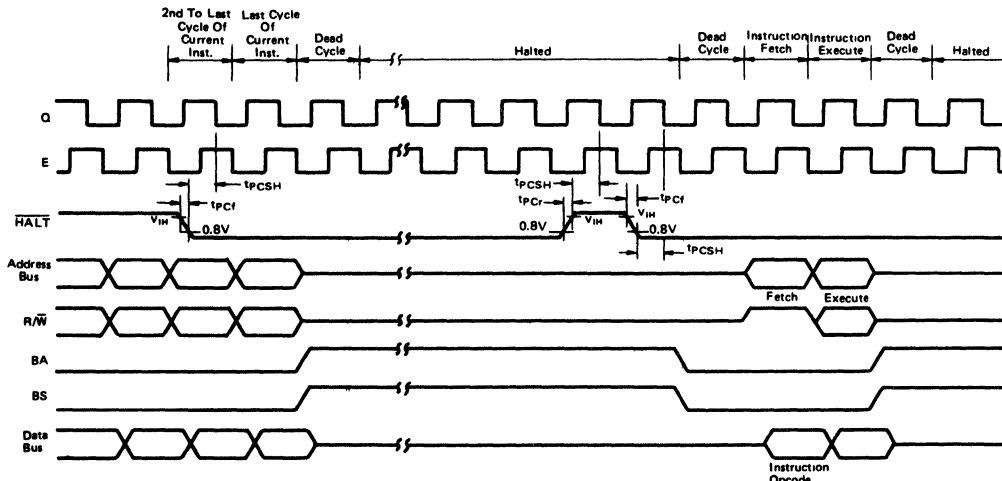 2nd To Last
Cycle Of
Current
Inst.
Last Cycle
Of
Current
Inst.
Dead
Cycle
Halted
Dead
Cycle
Instruction
Fetch
Instruction
Execute
Dead
Cycle
Halted
Q
E
tPCSH
tPCSH
tPCf
tPCr
tPCf
HALT
VIH
0.8V
0.8V
VIH
VIH
0.8V
tPCSH
Address
Bus
Fetch
Execute
R/W
BA
BS
Data
Bus
Instruction
Opcode